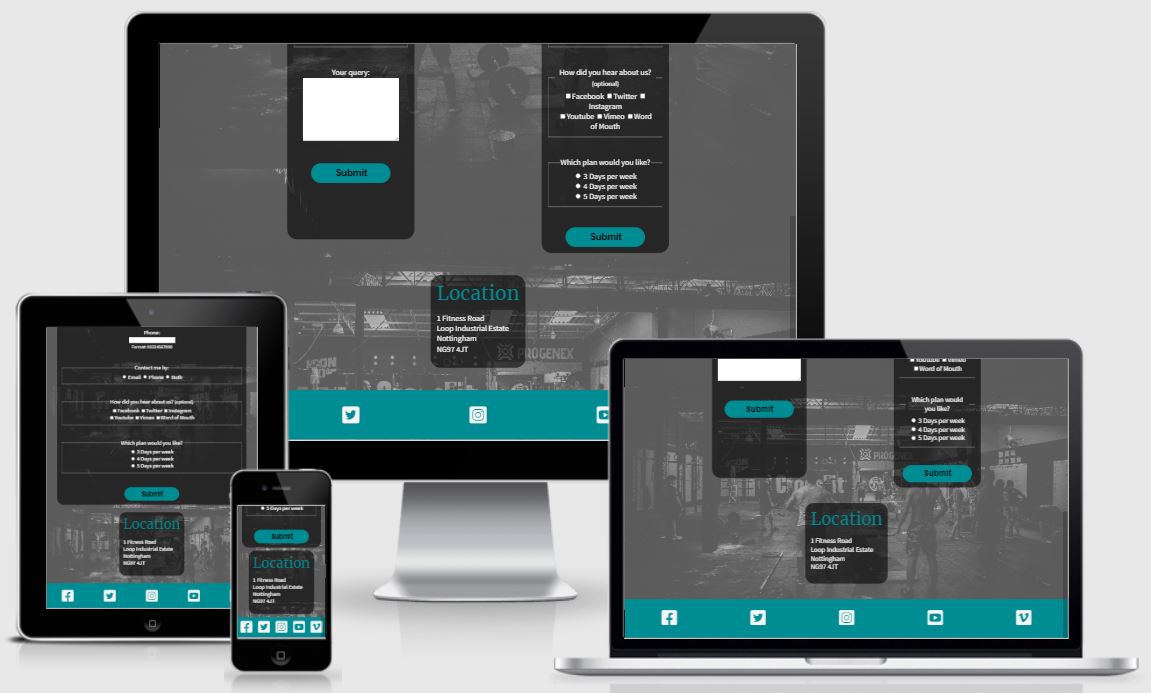 Your query:
Submit
How did you hear about us?
(optional)
Facebook Twitter
Instagram
Youtube Vimeo Word
of Mouth
Which plan would you like?
3 Days per week
4 Days per week
5 Days per week
Submit
Location
1 Fitness Road
Loop Industrial Estate
Nottingham
NG97 4JT
PROGENEX
Phone:
Contact me by:
Email Phone Both
How did you hear about us? (optional)
Facebook Twitter Instagram
Youtube Vimeo Word of Mouth
Which plan would you like?
3 Days per week
4 Days per week
5 Days per week
Submit
Location
1 Fitness Road
Loop Industrial Estate
Nottingham
NG97 4JT
5 Days per week
Submit
Location
1 Fitness Road
Loop Industrial Estate
Nottingham
NG97 4JT
Submit
Youtube Vimeo
Word of Mouth
Which plan would
you like?
3 Days per week
4 Days per week
5 Days per week
Submit
PROGENEX
CrossFit
Location
1 Fitness Road
Loop Industrial Estate
Nottingham
NG97 4JT